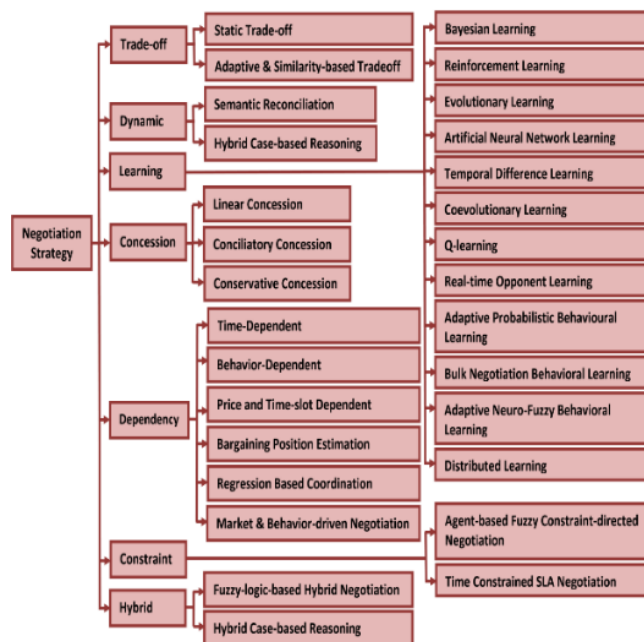 Negotiation
Strategy
Trade-off
Static Trade-off
Adaptive & Similarity-based Tradeoff
Dynamic
Semantic Reconciliation
Hybrid Case-based Reasoning
Learning
Bayesian Learning
Reinforcement Learning
Evolutionary Learning
Artificial Neural Network Learning
Temporal Difference Learning
Coevolutionary Learning
Q-learning
Real-time Opponent Learning
Adaptive Probabilistic Behavioural
Learning
Bulk Negotiation Behavioral Learning
Adaptive Neuro-Fuzzy Behavioral
Learning
Distributed Learning
Concession
Linear Concession
Conciliatory Concession
Conservative Concession
Dependency
Time-Dependent
Behavior-Dependent
Price and Time-slot Dependent
Bargaining Position Estimation
Regression Based Coordination
Market & Behavior-driven Negotiation
Constraint
Agent-based Fuzzy Constraint-directed
Negotiation
Time Constrained SLA Negotiation
Hybrid
Fuzzy-logic-based Hybrid Negotiation
Hybrid Case-based Reasoning